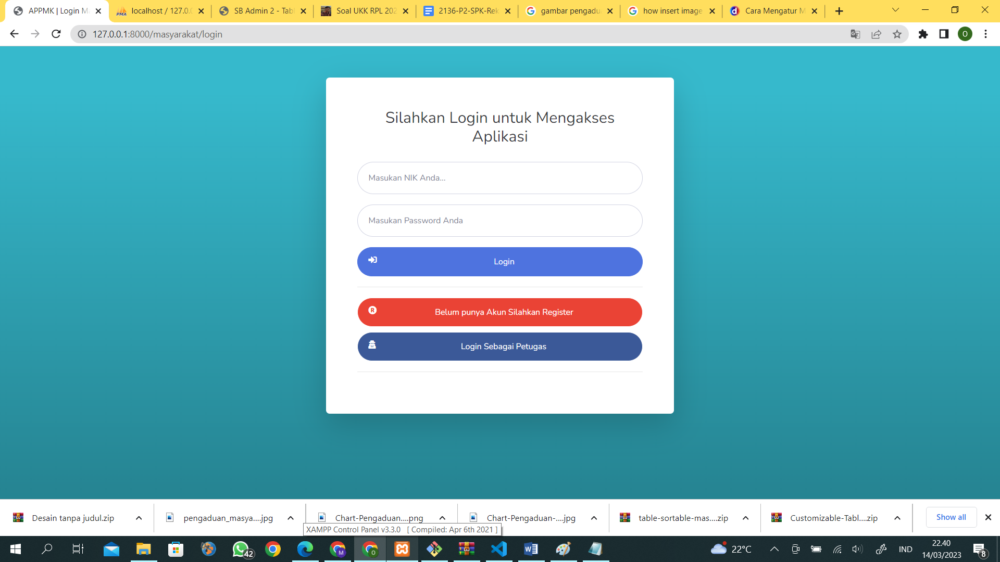 APPMK | Login Ma
localhost / 127.0.0
SB Admin 2 - Tabl
Soal UKK RPL 202
2136-P2-SPK-Rek
gambar pengadu
how insert image
Cara Mengatur M
127.0.0.1:8000/masyarakat/login
O
Silahkan Login untuk Mengakses
Aplikasi
Masukan NIK Anda...
Masukan Password Anda
Login
R
Belum punya Akun Silahkan Register
Login Sebagai Petugas
Desain tanpa judul.zip
pengaduan_masya....jpg
Chart-Pengaduan....png
Chart-Pengaduan-....jpg
table-sortable-mas....zip
Customizable-Tabl....zip
Show all
XAMPP Control Panel v3.3.0 [ Compiled: Apr 6th 2021 ]
42
M
O
22°C
IND
22.40
14/03/2023
8